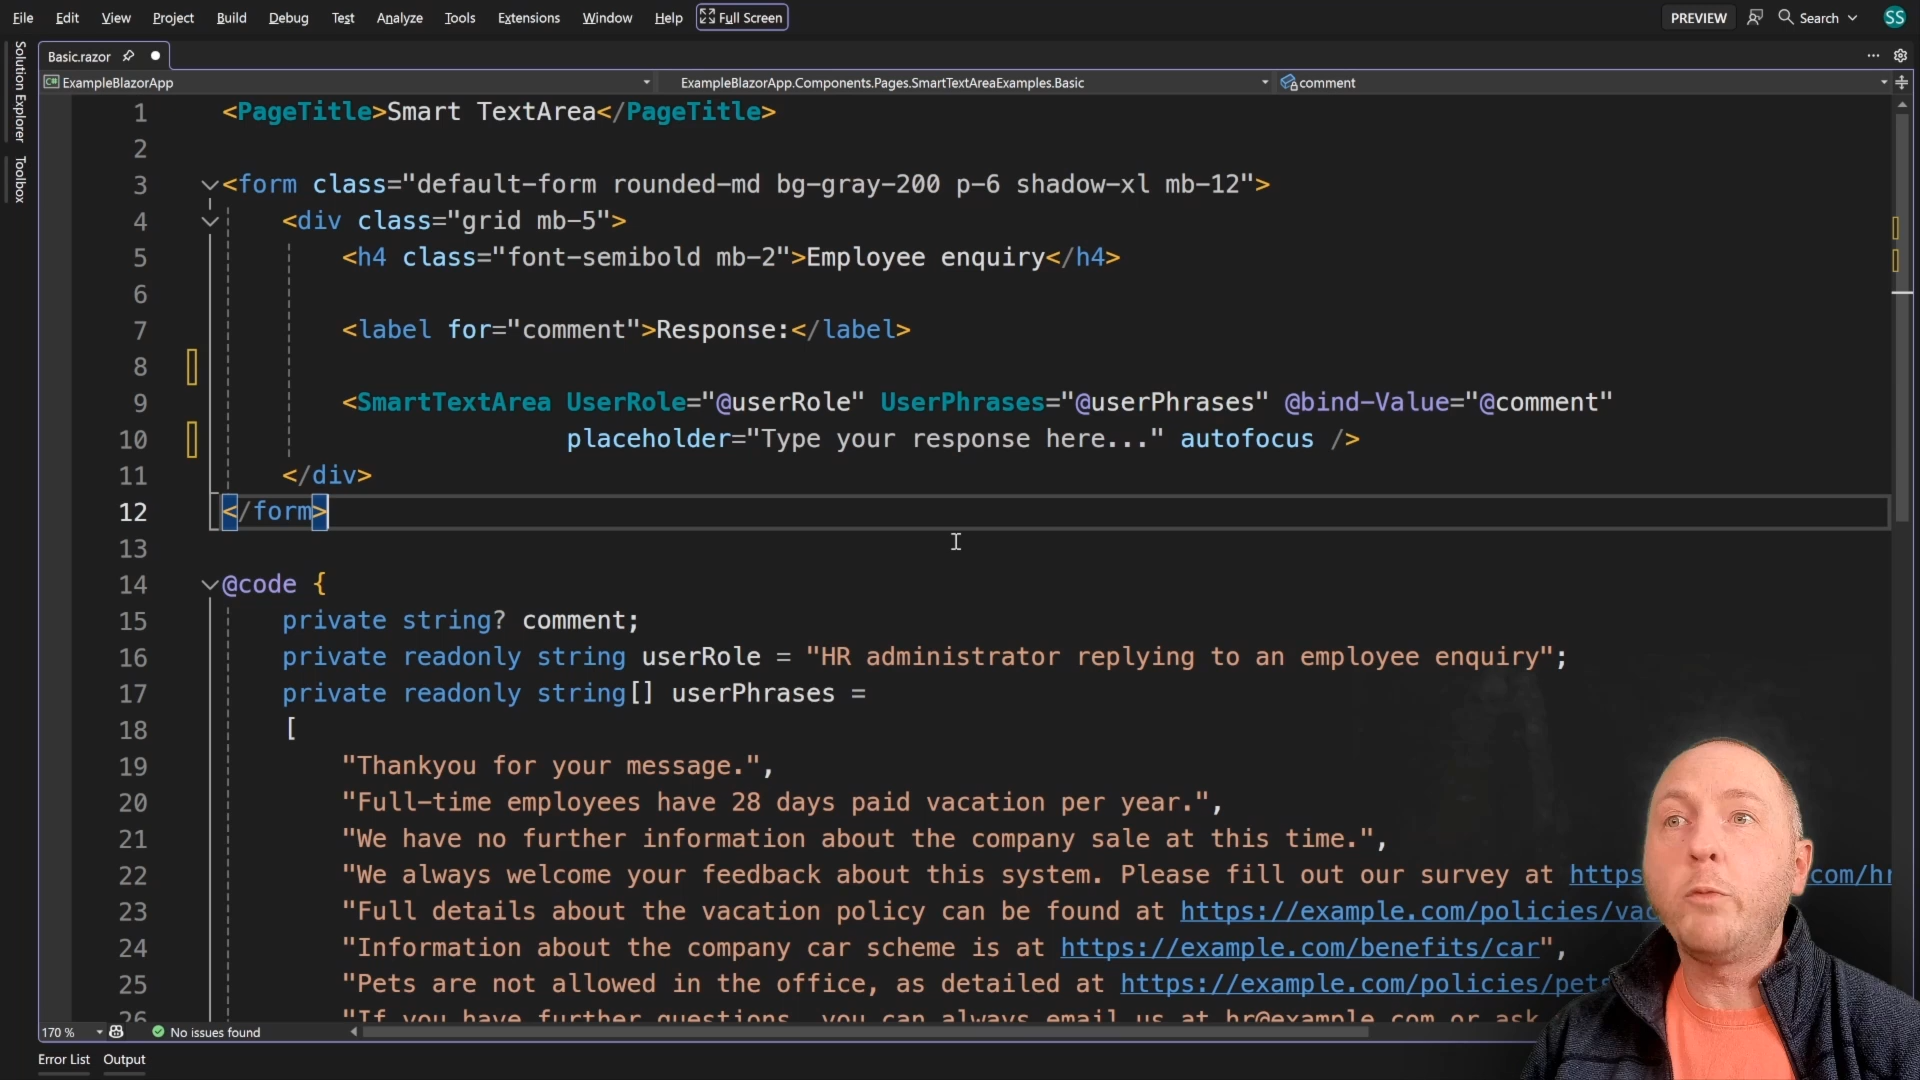 File Edit View Project Build Debug Test Analyze Tools Extensions Window Help Full Screen PREVIEW Search SS
Solution Explorer
Toolbox
Basic.razor
ExampleBlazorApp ExampleBlazorApp.Components.Pages.SmartTextAreaExamples.Basic comment
1 <PageTitle>Smart TextArea</PageTitle>
2
3 <form class="default-form rounded-md bg-gray-200 p-6 shadow-xl mb-12">
4 <div class="grid mb-5">
5 <h4 class="font-semibold mb-2">Employee enquiry</h4>
6
7 <label for="comment">Response:</label>
8
9 <SmartTextArea UserRole="@userRole" UserPhrases="@userPhrases" @bind-Value="@comment"
10 placeholder="Type your response here..." autofocus />
11 </div>
12 </form>
13
14 @code {
15 private string? comment;
16 private readonly string userRole = "HR administrator replying to an employee enquiry";
17 private readonly string[] userPhrases =
18 [
19 "Thankyou for your message.",
20 "Full-time employees have 28 days paid vacation per year.",
21 "We have no further information about the company sale at this time.",
22 "We always welcome your feedback about this system. Please fill out our survey at https com/hr
23 "Full details about the vacation policy can be found at https://example.com/policies/vac
24 "Information about the company car scheme is at https://example.com/benefits/car",
25 "Pets are not allowed in the office, as detailed at https://example.com/policies/pets
26 "If you have further questions, you can always email us at hr@example.com or ask
170 % No issues found
Error List Output